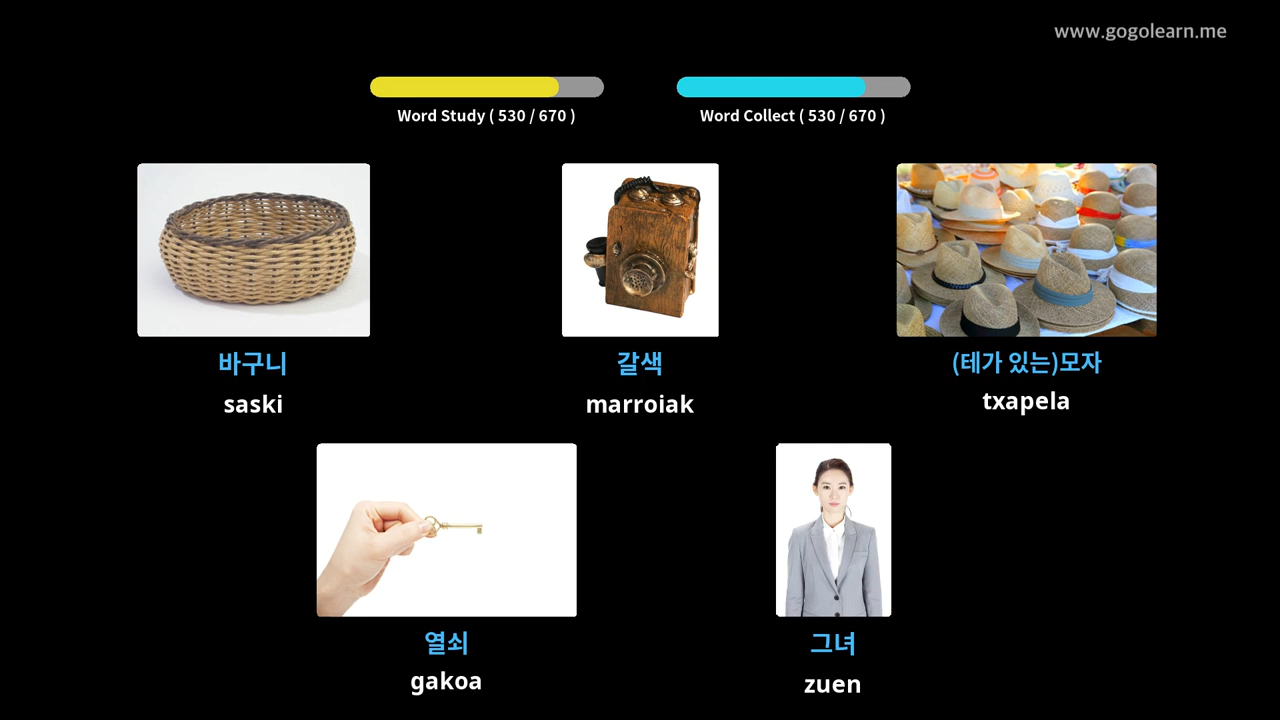 www.gogolearn.me
Word Study ( 530 / 670 )
Word Collect ( 530 / 670 )
바구니
saski
갈색
marroiak
(테가 있는)모자
txapela
열쇠
gakoa
그녀
zuen